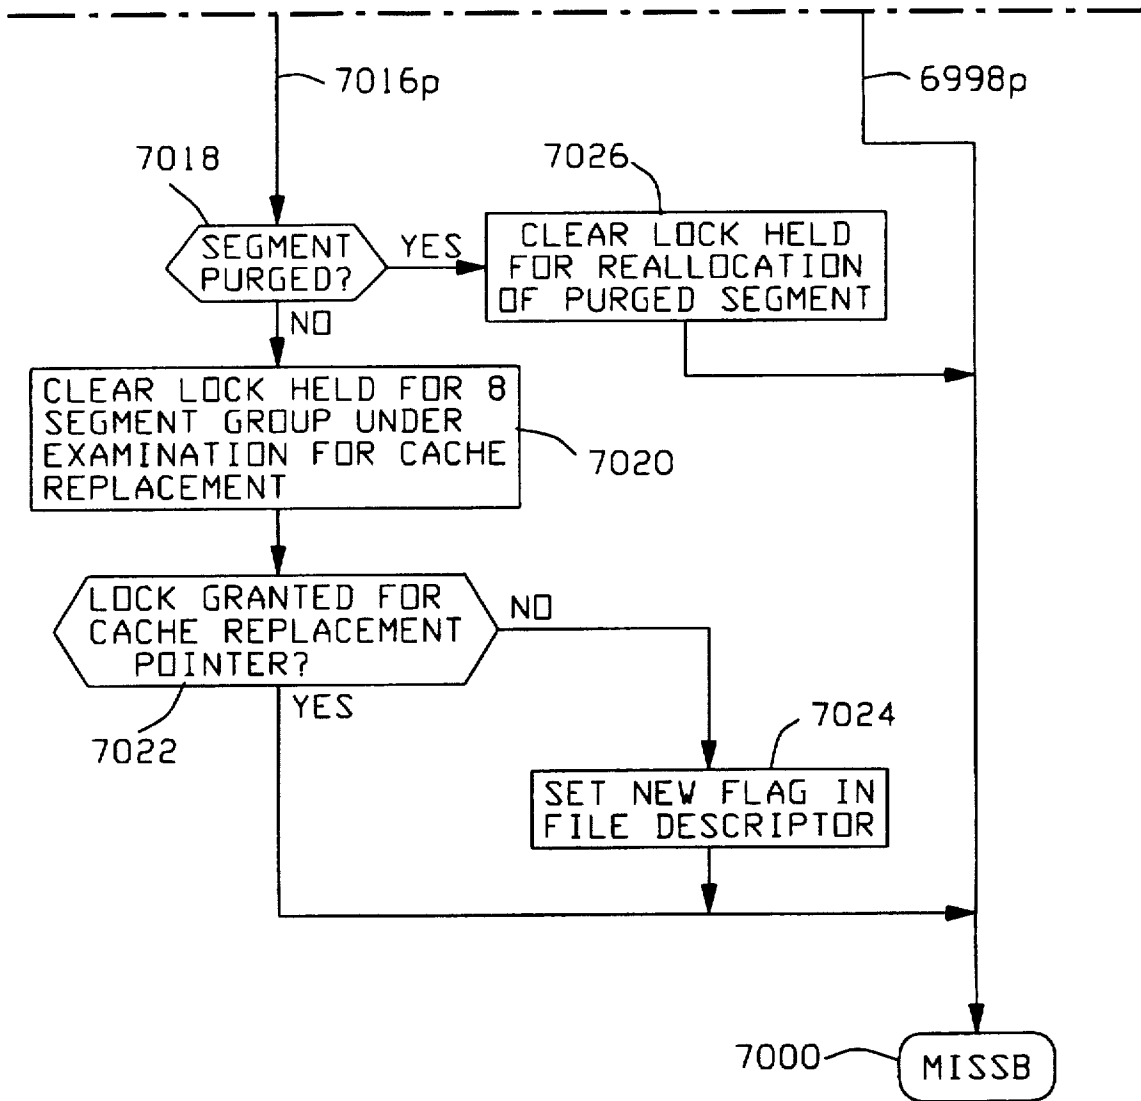 7016p
6998p
7018
7026
SEGMENT
PURGED?
YES
CLEAR LOCK HELD
FOR REALLOCATION
OF PURGED SEGMENT
NO
CLEAR LOCK HELD FOR 8
SEGMENT GROUP UNDER
EXAMINATION FOR CACHE
REPLACEMENT
7020
LOCK GRANTED FOR
CACHE REPLACEMENT
POINTER?
NO
YES
7022
7024
SET NEW FLAG IN
FILE DESCRIPTOR
7000
MISSB